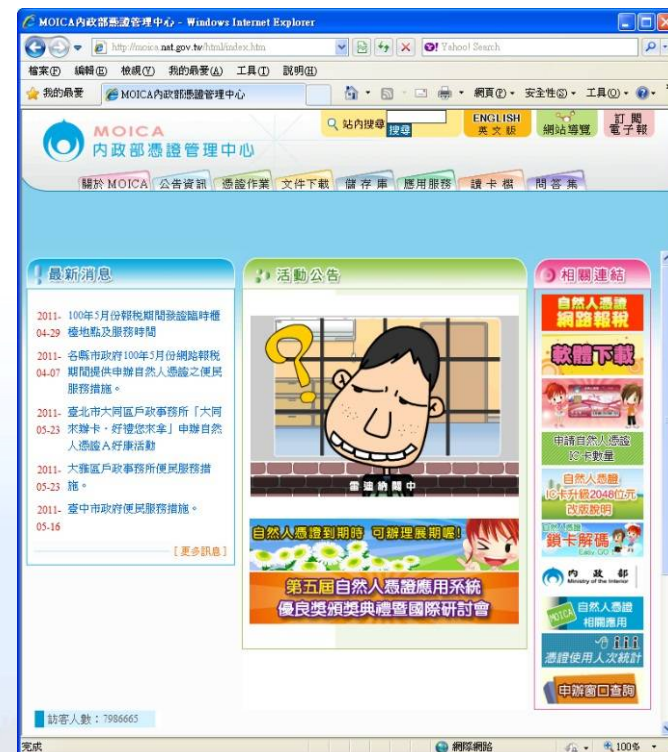 MOICA內政部憑證管理中心 - Windows Internet Explorer
http://moica.nat.gov.tw/html/index.htm
Yahoo! Search
檔案(F) 編輯(E) 檢視(V) 我的最愛(A) 工具(T) 說明(H)
我的最愛 MOICA內政部憑證管理中心 網頁(P) 安全性(S) 工具(O)
MOICA
內政部憑證管理中心
站內搜尋 搜尋
ENGLISH
英文版
網站導覽
訂閱
電子報
關於 MOICA 公告資訊 憑證作業 文件下載 儲存庫 應用服務 讀卡機 問答集
最新消息
2011-04-29 100年5月份報稅期間發證臨時櫃
檯地點及服務時間
2011-04-07 各縣市政府100年5月份網路報稅
期間提供申辦自然人憑證之便民
服務措施。
2011-05-23 臺北市大同區戶政事務所「大同
來辦卡．好禮您來拿」申辦自然
人憑證A好康活動
2011-05-23 大雅區戶政事務所便民服務措
施。
2011-05-16 臺中市政府便民服務措施。
[更多訊息]
活動公告
雷達納悶中
自然人憑證到期時 可辦理展期喔!
第五屆自然人憑證應用系統
優良獎頒獎典禮暨國際研討會
相關連結
自然人憑證
網路報稅
軟體下載
申請自然人憑證
IC卡數量
自然人憑證
IC卡升級2048位元
改版說明
自然人憑證
鎖卡解碼
Easy GO
內政部
Ministry of the Interior
MOICA
自然人憑證
相關應用
憑證使用人次統計
申辦窗口查詢
訪客人數：7986665
完成 網際網路 100%